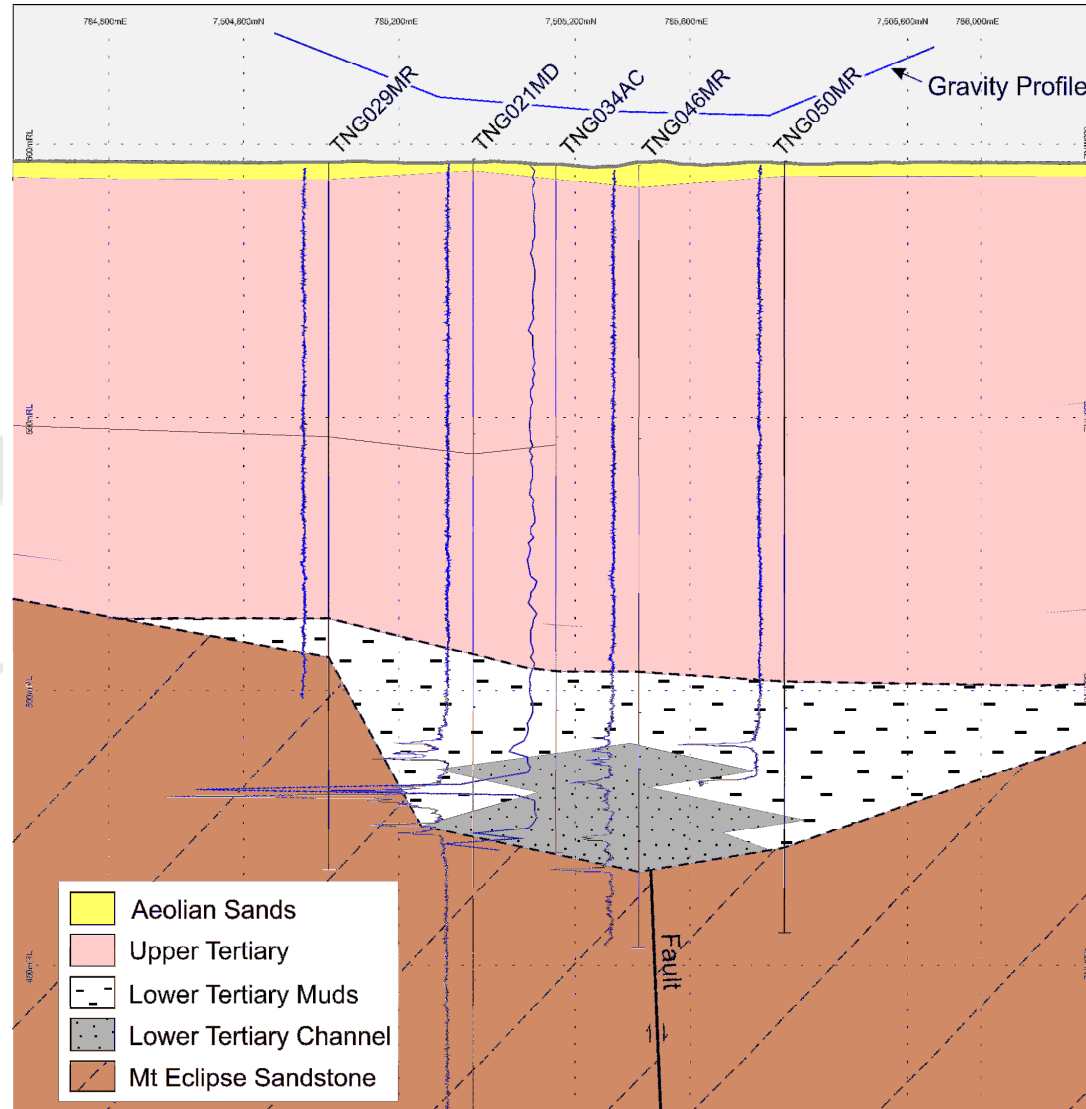 784,800mE 7,504,800mN 785,200mE 7,505,200mN 785,600mE 7,505,600mN 786,000mE
Gravity Profile
TNG029MR
TNG021MD
TNG034AC
TNG046MR
TNG050MR
600mRL
Fault
Aeolian Sands
Upper Tertiary
Lower Tertiary Muds
Lower Tertiary Channel
Mt Eclipse Sandstone